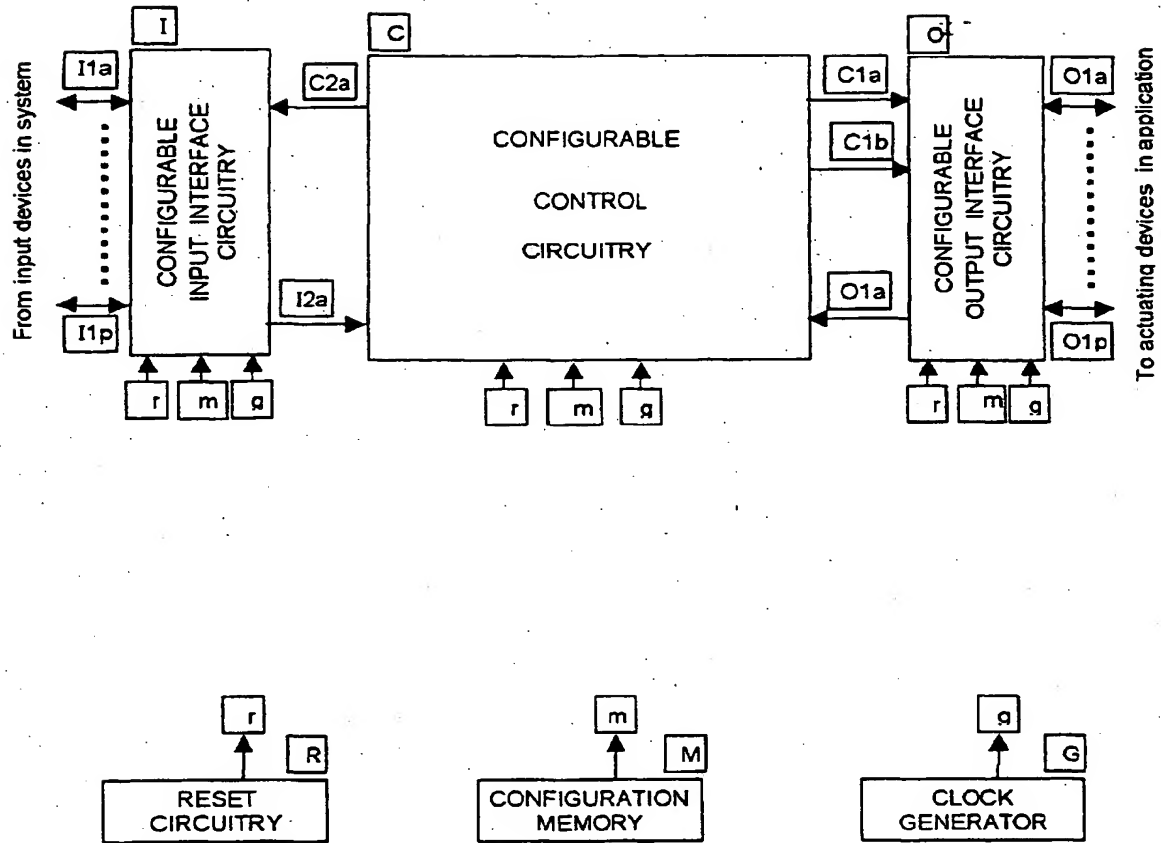 I
C
O
From input devices in system
I1a
I1p
CONFIGURABLE
INPUT INTERFACE
CIRCUITRY
C2a
I2a
CONFIGURABLE
CONTROL
CIRCUITRY
C1a
C1b
O1a
CONFIGURABLE
OUTPUT INTERFACE
CIRCUITRY
O1a
O1p
To actuating devices in application
r m g
r m g
r m g
r
R
RESET
CIRCUITRY
m
M
CONFIGURATION
MEMORY
g
G
CLOCK
GENERATOR